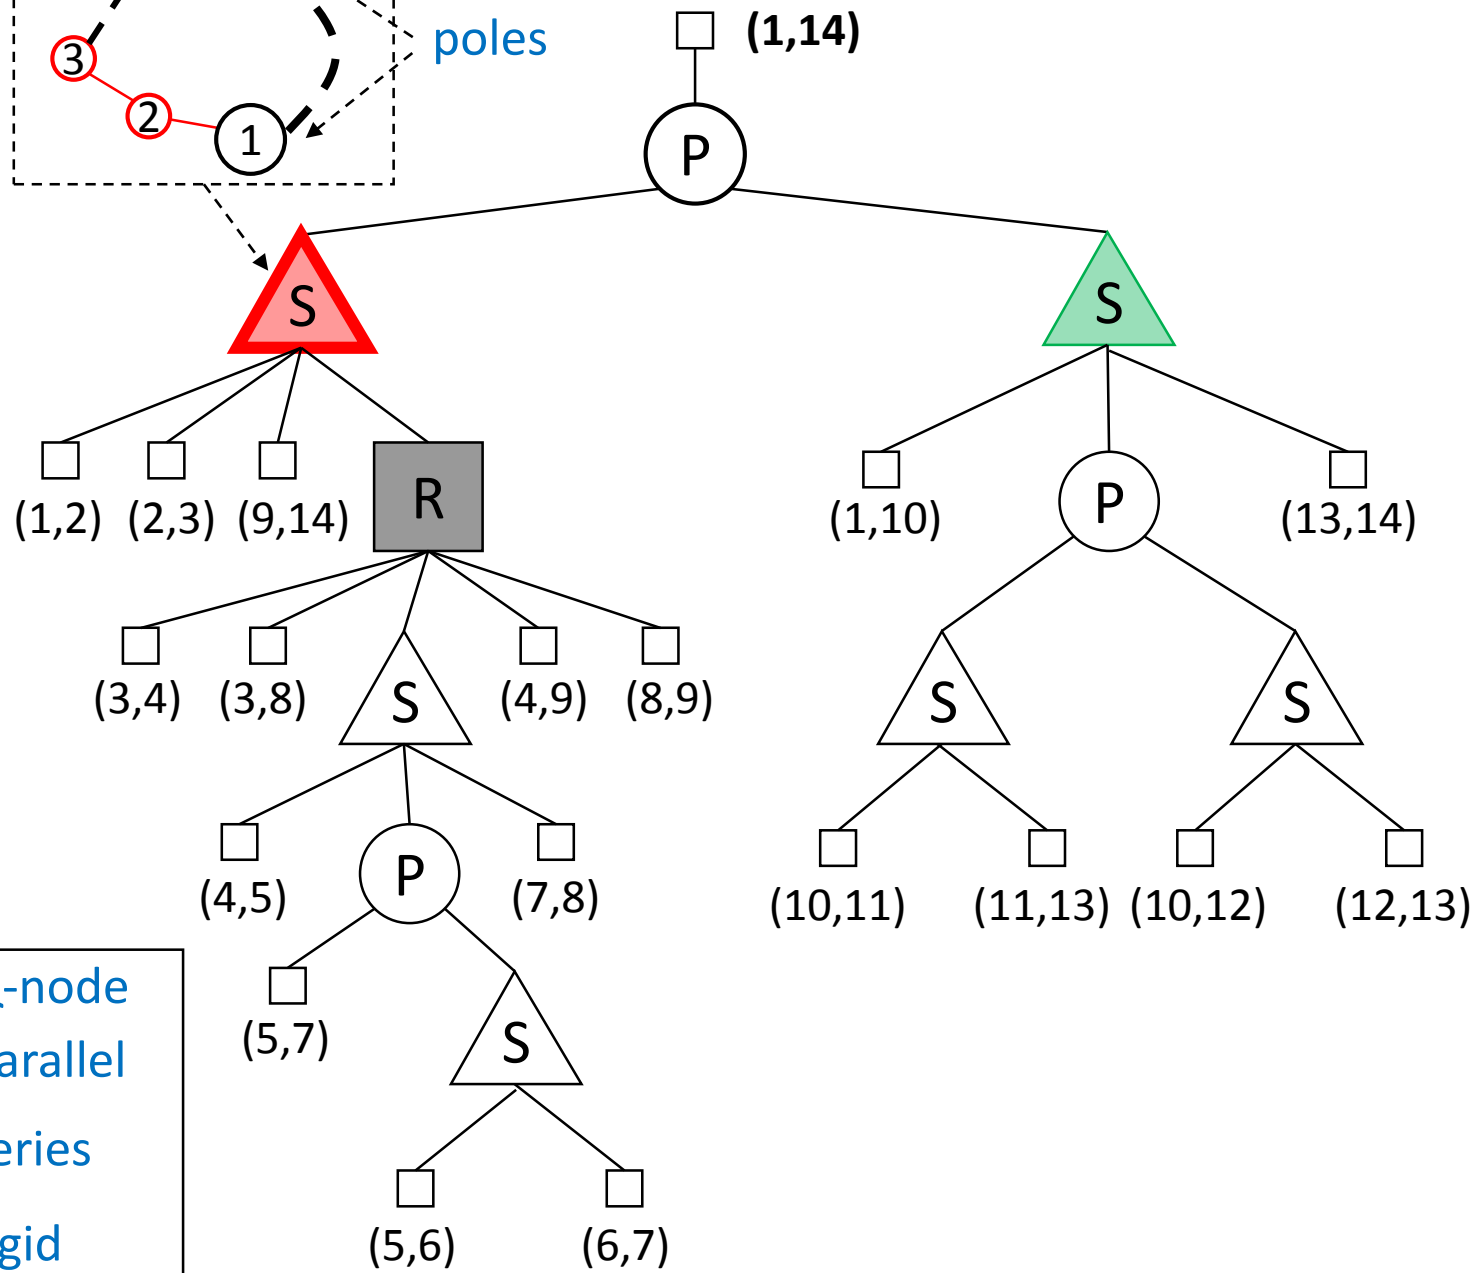 poles
(1,14)
3
2
1
P
S
S
(1,2) (2,3) (9,14)
R
(1,10)
P
(13,14)
(3,4) (3,8)
S
(4,9) (8,9)
S
S
(4,5)
P
(7,8)
(10,11) (11,13) (10,12) (12,13)
-node
(5,7)
S
arallel
eries
(5,6) (6,7)
gid